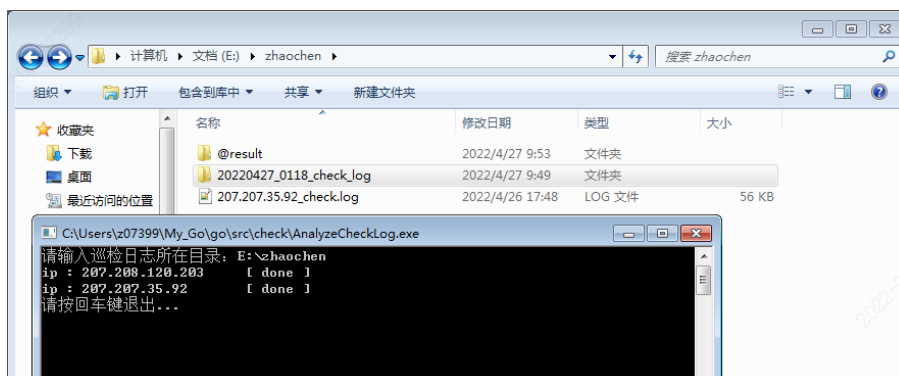 计算机 文档 (E:) zhaochen 搜索 zhaochen
组织 打开 包含到库中 共享 新建文件夹
收藏夹
下载
桌面
最近访问的位置
名称 修改日期 类型 大小
@result 2022/4/27 9:53 文件夹
20220427_0118_check_log 2022/4/27 9:49 文件夹
207.207.35.92_check.log 2022/4/26 17:48 LOG 文件 56 KB
C:\Users\z07399\My_Go\go\src\check\AnalyzeCheckLog.exe
请输入巡检日志所在目录：E:\zhaochen
ip : 207.208.120.203 [ done ]
ip : 207.207.35.92 [ done ]
请按回车键退出...